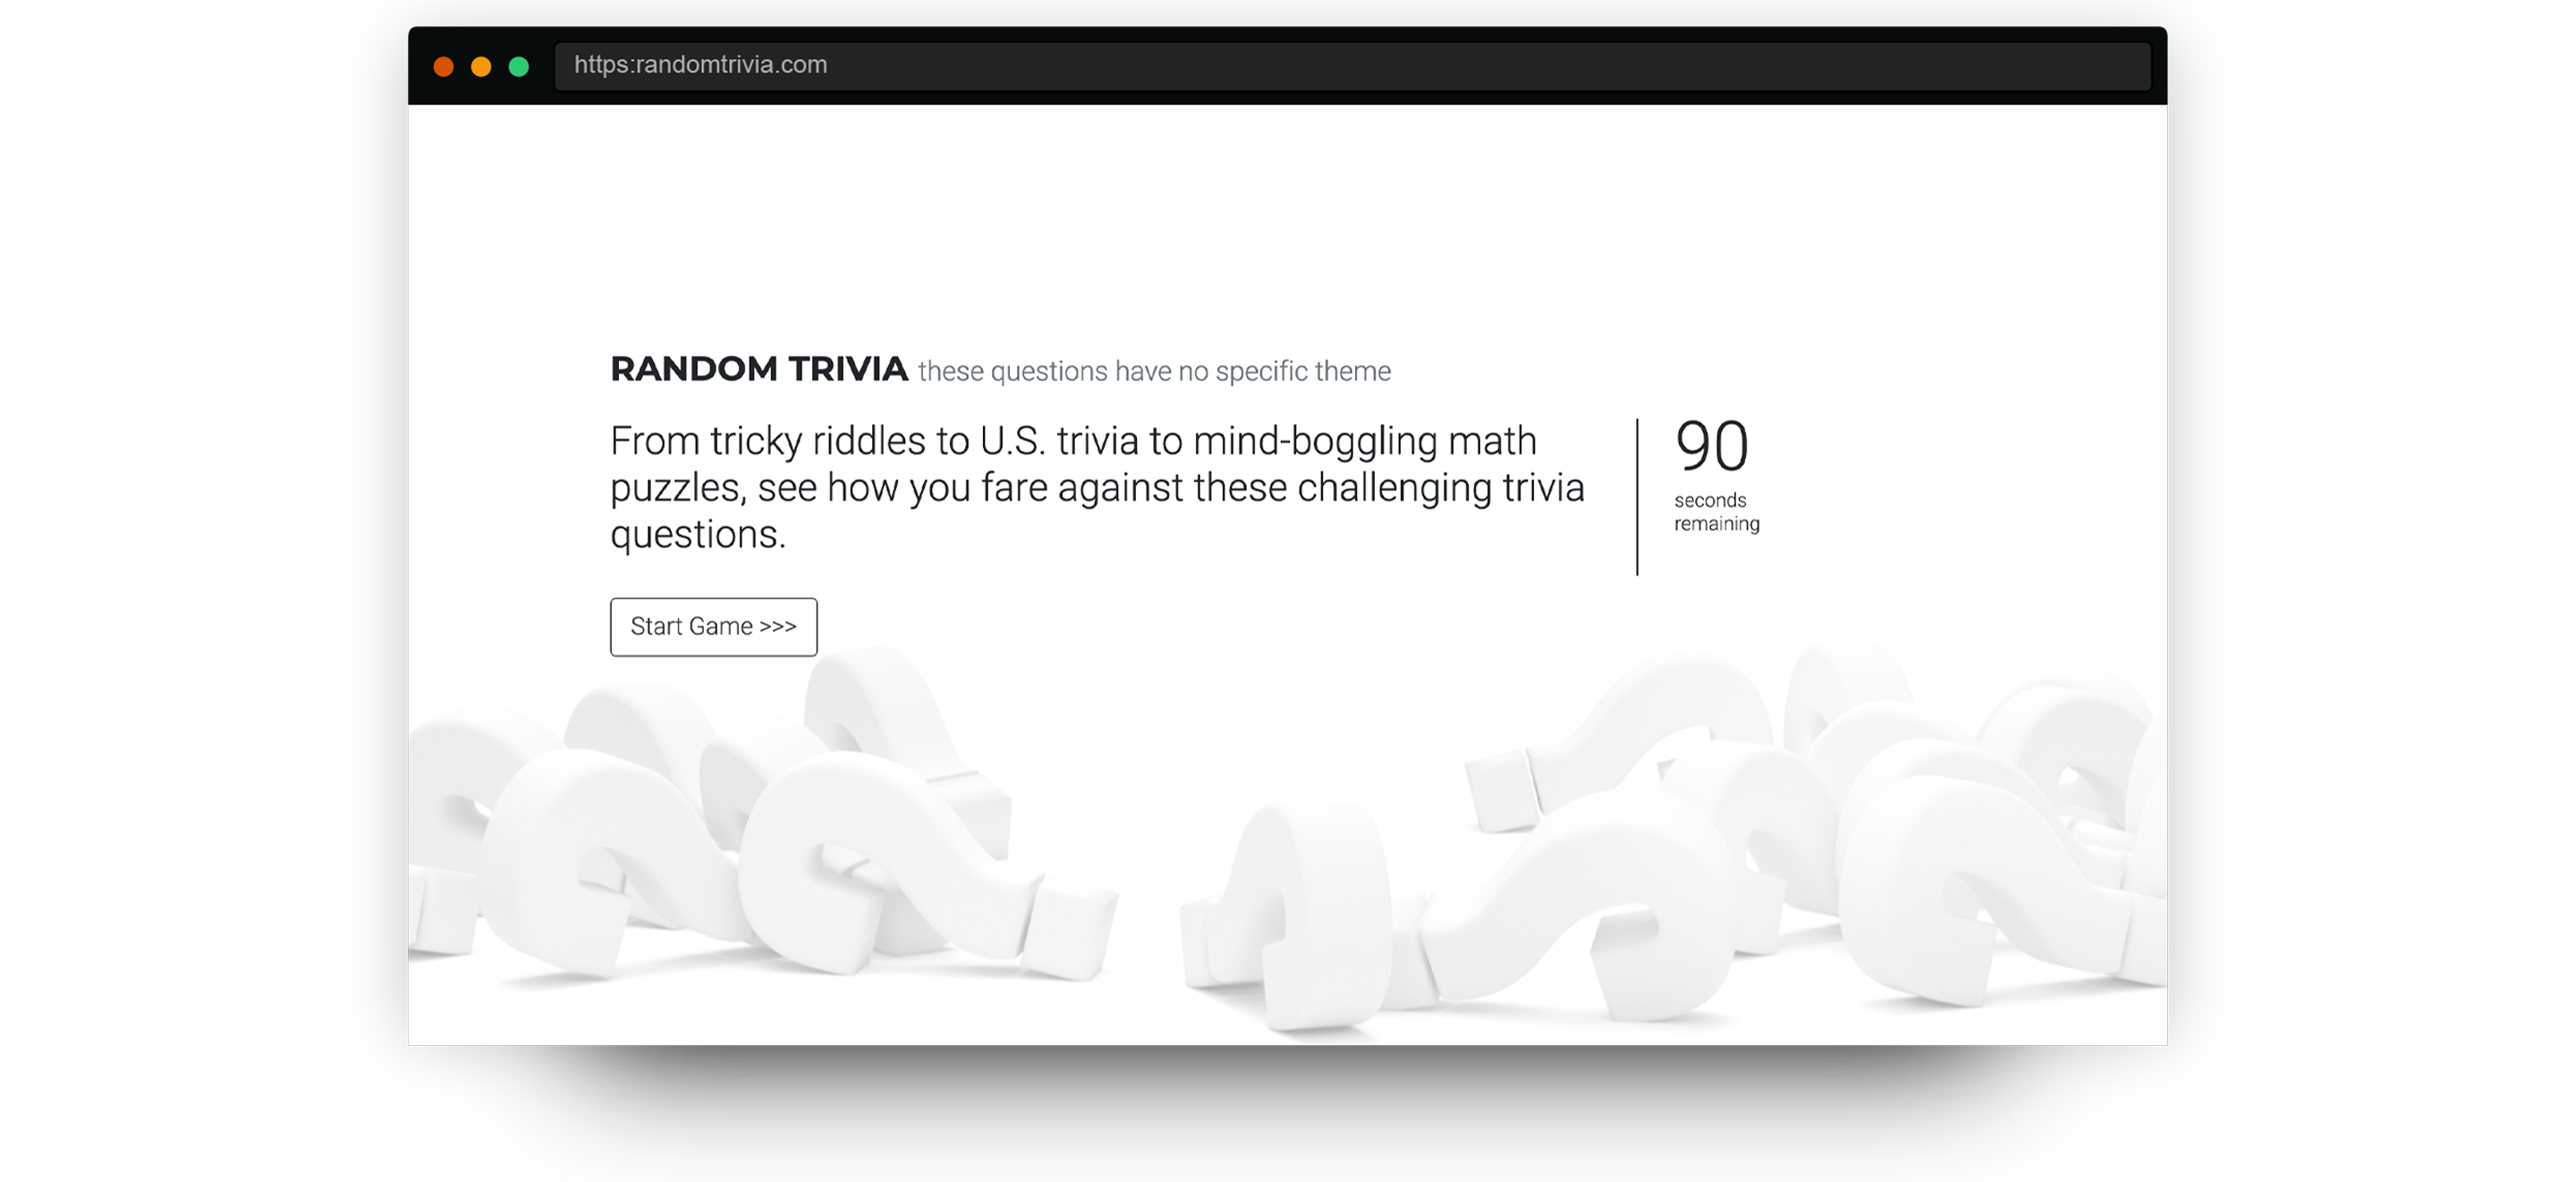 https:randomtrivia.com
RANDOM TRIVIA these questions have no specific theme
From tricky riddles to U.S. trivia to mind-boggling math
puzzles, see how you fare against these challenging trivia
questions.
90
seconds
remaining
Start Game >>>